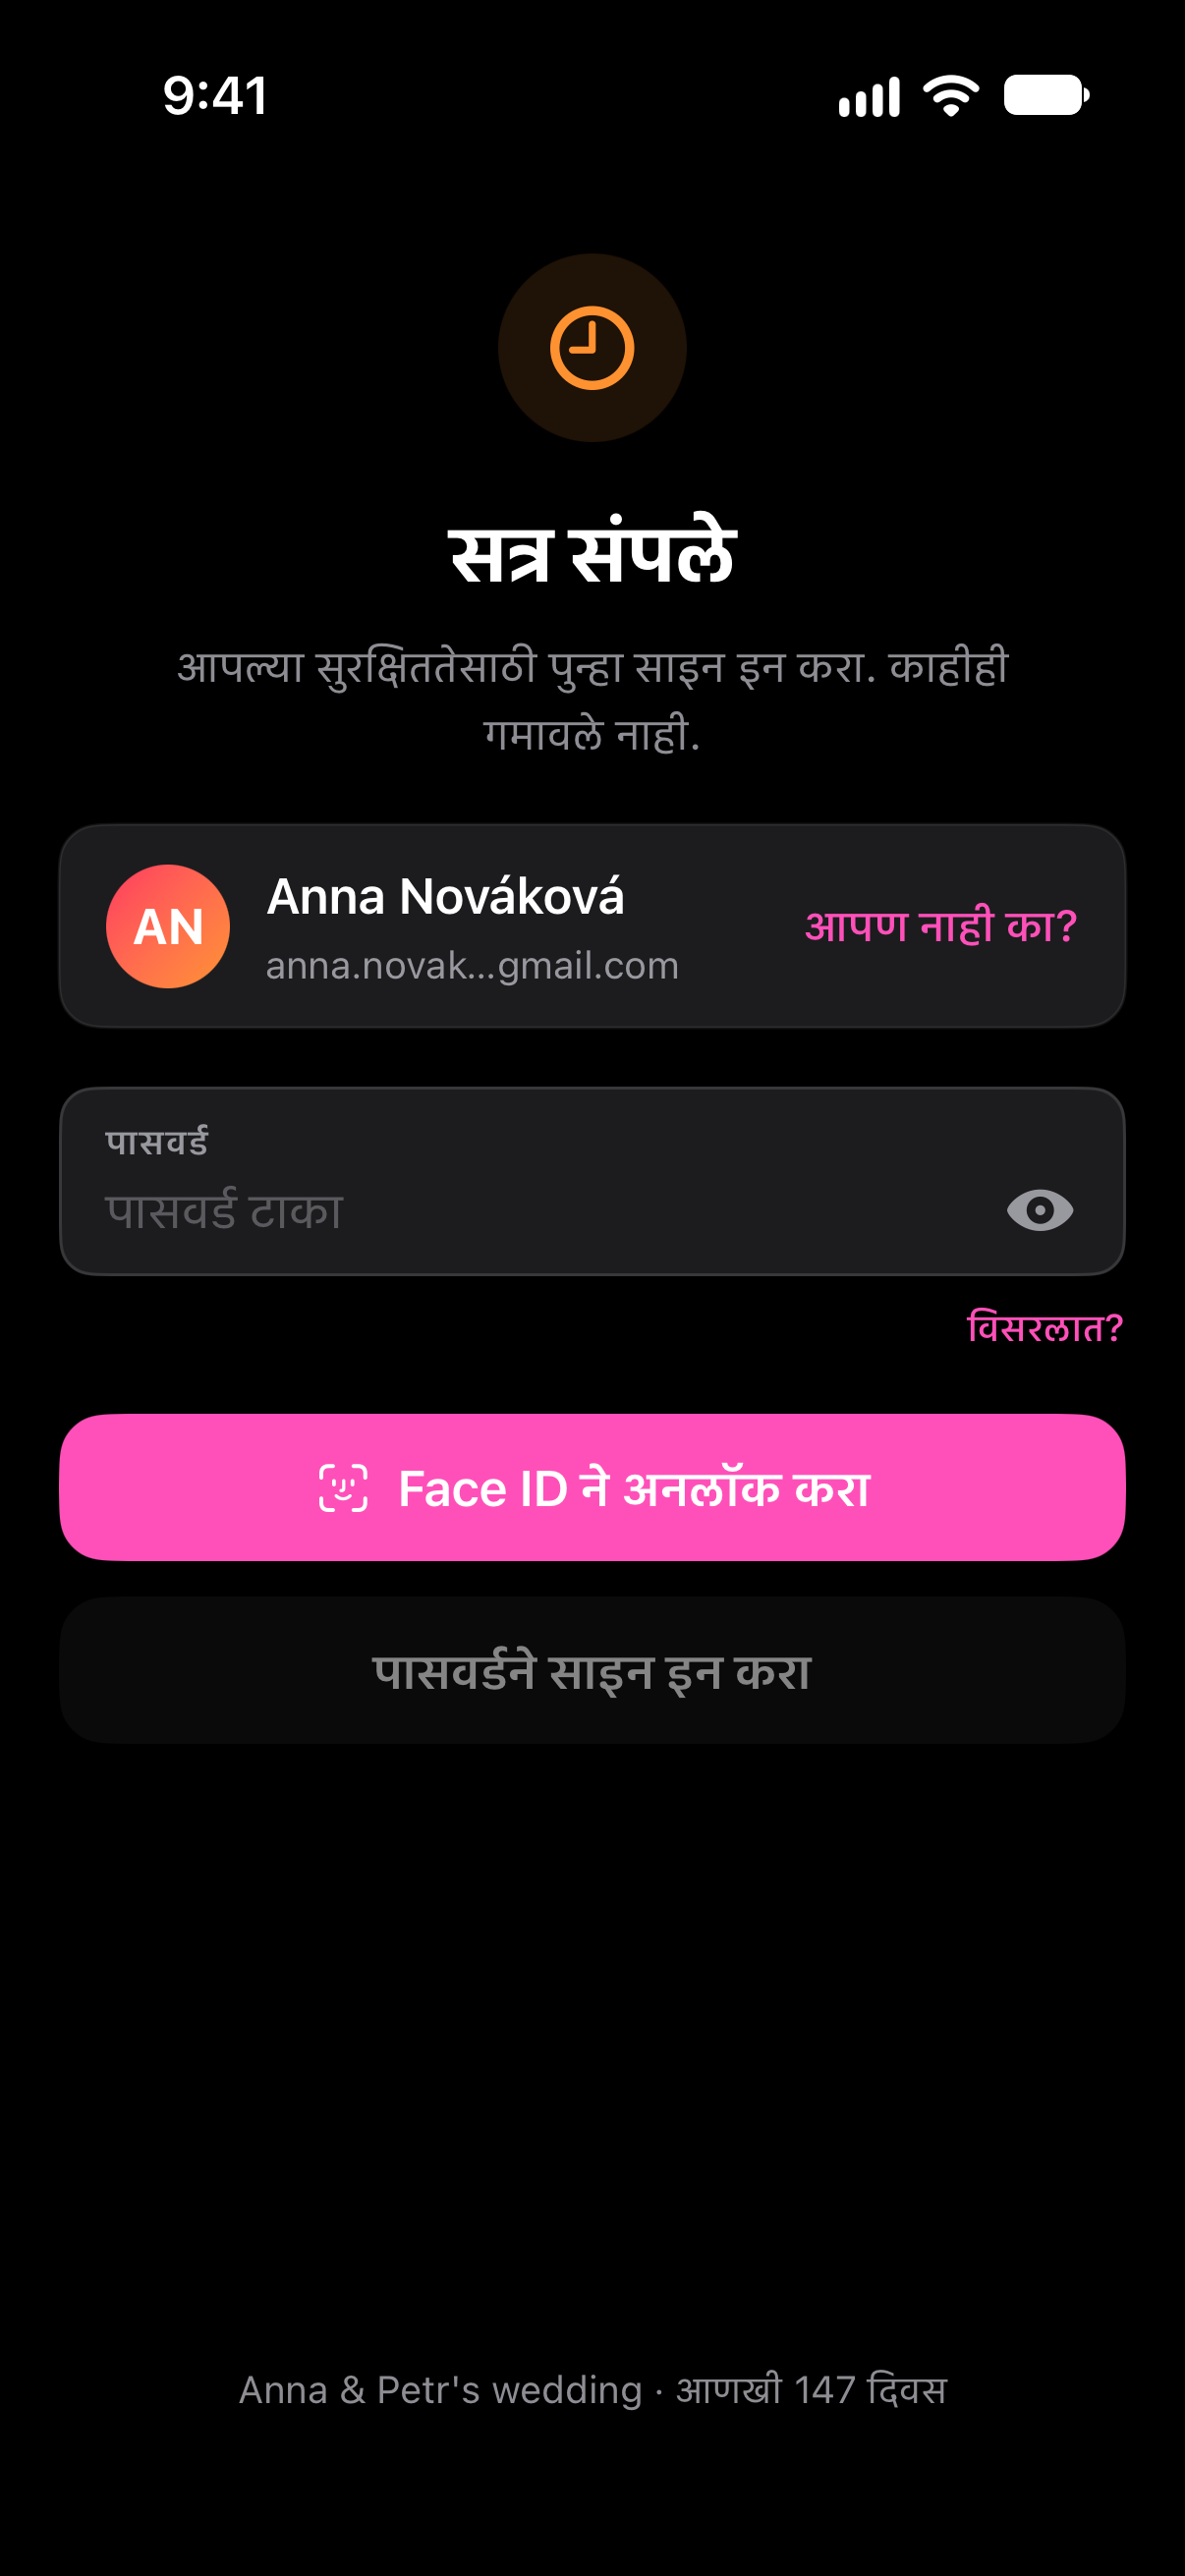 9:41
सत्र संपले
आपल्या सुरक्षिततेसाठी पुन्हा साइन इन करा. काहीही
गमावले नाही.
AN
Anna Nováková
anna.novak...gmail.com
आपण नाही का?
पासवर्ड
पासवर्ड टाका
विसरलात?
Face ID ने अनलॉक करा
पासवर्डने साइन इन करा
Anna & Petr's wedding · आणखी 147 दिवस